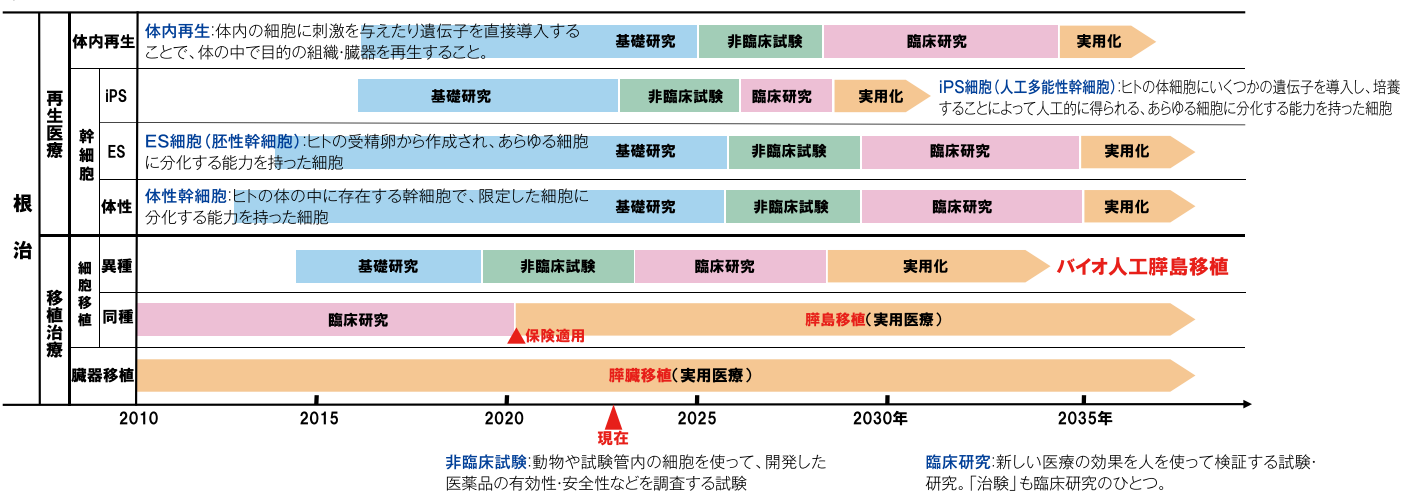 根治
再生医療
体内再生
体内再生：体内の細胞に刺激を与えたり遺伝子を直接導入する
ことで、体の中で目的の組織・臓器を再生すること。
基礎研究
非臨床試験
臨床研究
実用化
幹細胞
iPS
基礎研究
非臨床試験
臨床研究
実用化
iPS細胞（人工多能性幹細胞）：ヒトの体細胞にいくつかの遺伝子を導入し、培養
することによって人工的に得られる、あらゆる細胞に分化する能力を持った細胞
ES
ES細胞（胚性幹細胞）：ヒトの受精卵から作成され、あらゆる細胞
に分化する能力を持った細胞
基礎研究
非臨床試験
臨床研究
実用化
体性
体性幹細胞：ヒトの体の中に存在する幹細胞で、限定した細胞に
分化する能力を持った細胞
基礎研究
非臨床試験
臨床研究
実用化
移植治療
細胞移植
異種
基礎研究
非臨床試験
臨床研究
実用化
バイオ人工膵島移植
同種
臨床研究
保険適用
膵島移植（実用医療）
臓器移植
膵臓移植（実用医療）
2010
2015
2020
2025
2030年
2035年
現在
非臨床試験：動物や試験管内の細胞を使って、開発した
医薬品の有効性・安全性などを調査する試験
臨床研究：新しい医療の効果を人を使って検証する試験・
研究。「治験」も臨床研究のひとつ。